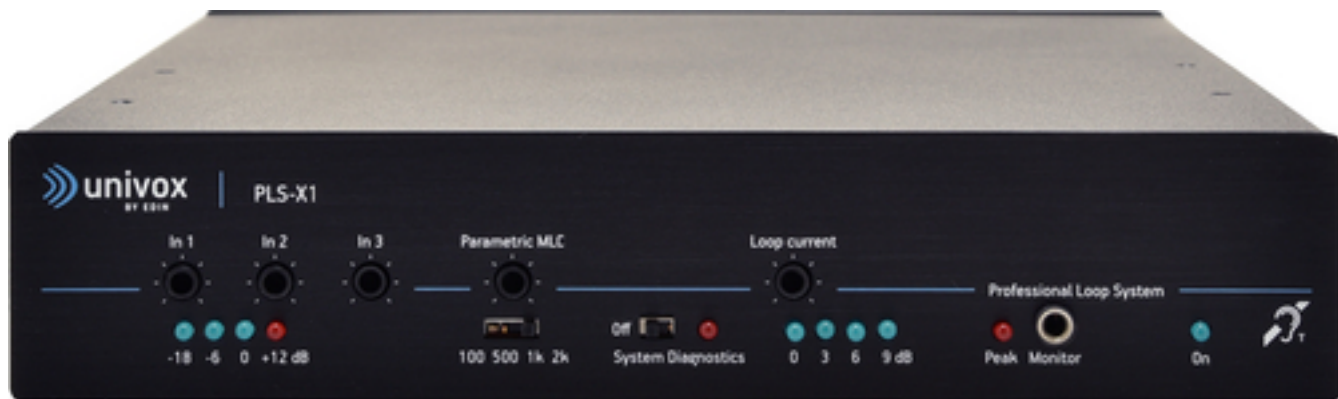 univox
BY EDIN
PLS-X1
In 1 In 2 In 3 Parametric MLC Loop current
Professional Loop System
-18 -6 0 +12 dB
100 500 1k 2k
Off
System Diagnostics
0 3 6 9 dB
Peak Monitor
On
T